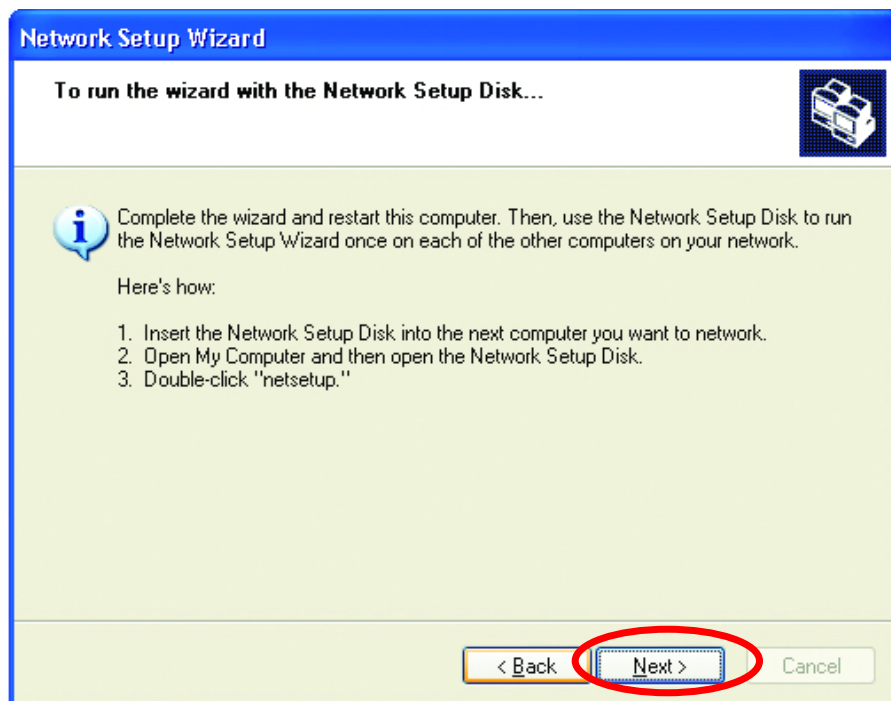 Network Setup Wizard
To run the wizard with the Network Setup Disk...
Complete the wizard and restart this computer. Then, use the Network Setup Disk to run
the Network Setup Wizard once on each of the other computers on your network.
Here's how:
1. Insert the Network Setup Disk into the next computer you want to network.
2. Open My Computer and then open the Network Setup Disk.
3. Double-click "netsetup."
< Back
Next >
Cancel